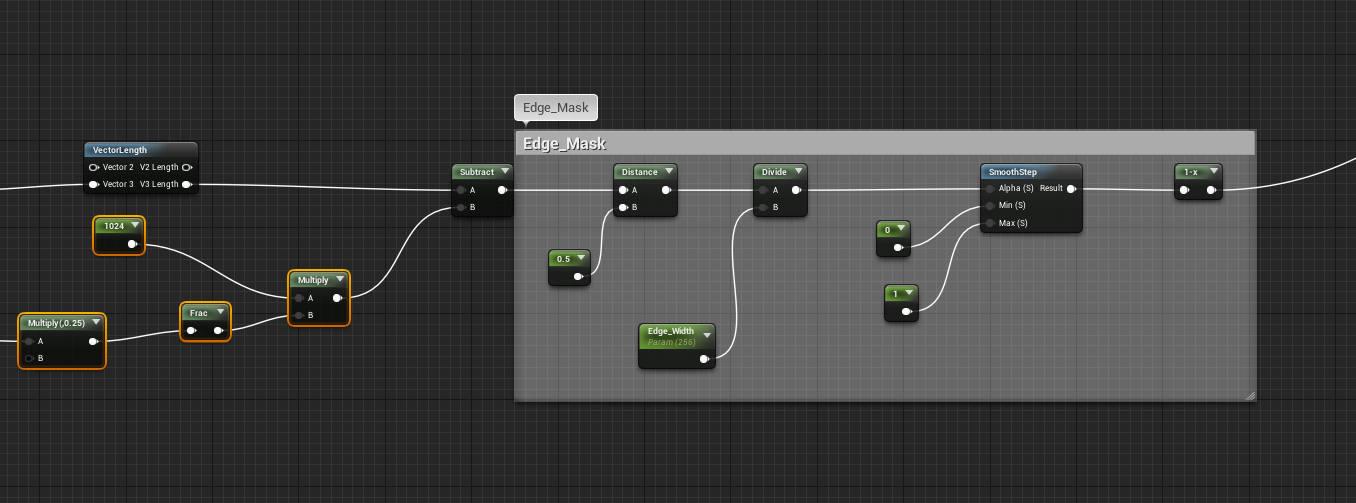 Edge_Mask
Edge_Mask
VectorLength
Vector 2 V2 Length
Vector 3 V3 Length
1024
Multiply(,0.25)
A
B
Frac
Multiply
A
B
Subtract
A
B
Distance
A
B
0.5
Edge_Width
Param (256)
Divide
A
B
0
1
SmoothStep
Alpha (S) Result
Min (S)
Max (S)
1-x